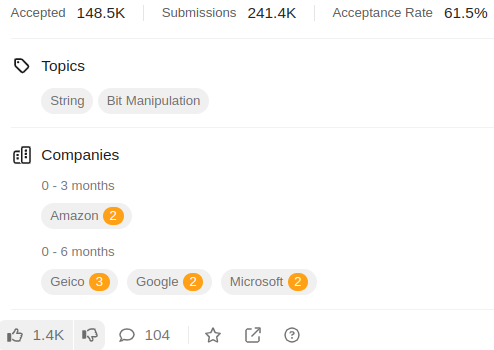 Accepted 148.5K Submissions 241.4K Acceptance Rate 61.5%
Topics
String Bit Manipulation
Companies
0 - 3 months
Amazon 2
0 - 6 months
Geico 3 Google 2 Microsoft 2
1.4K 104